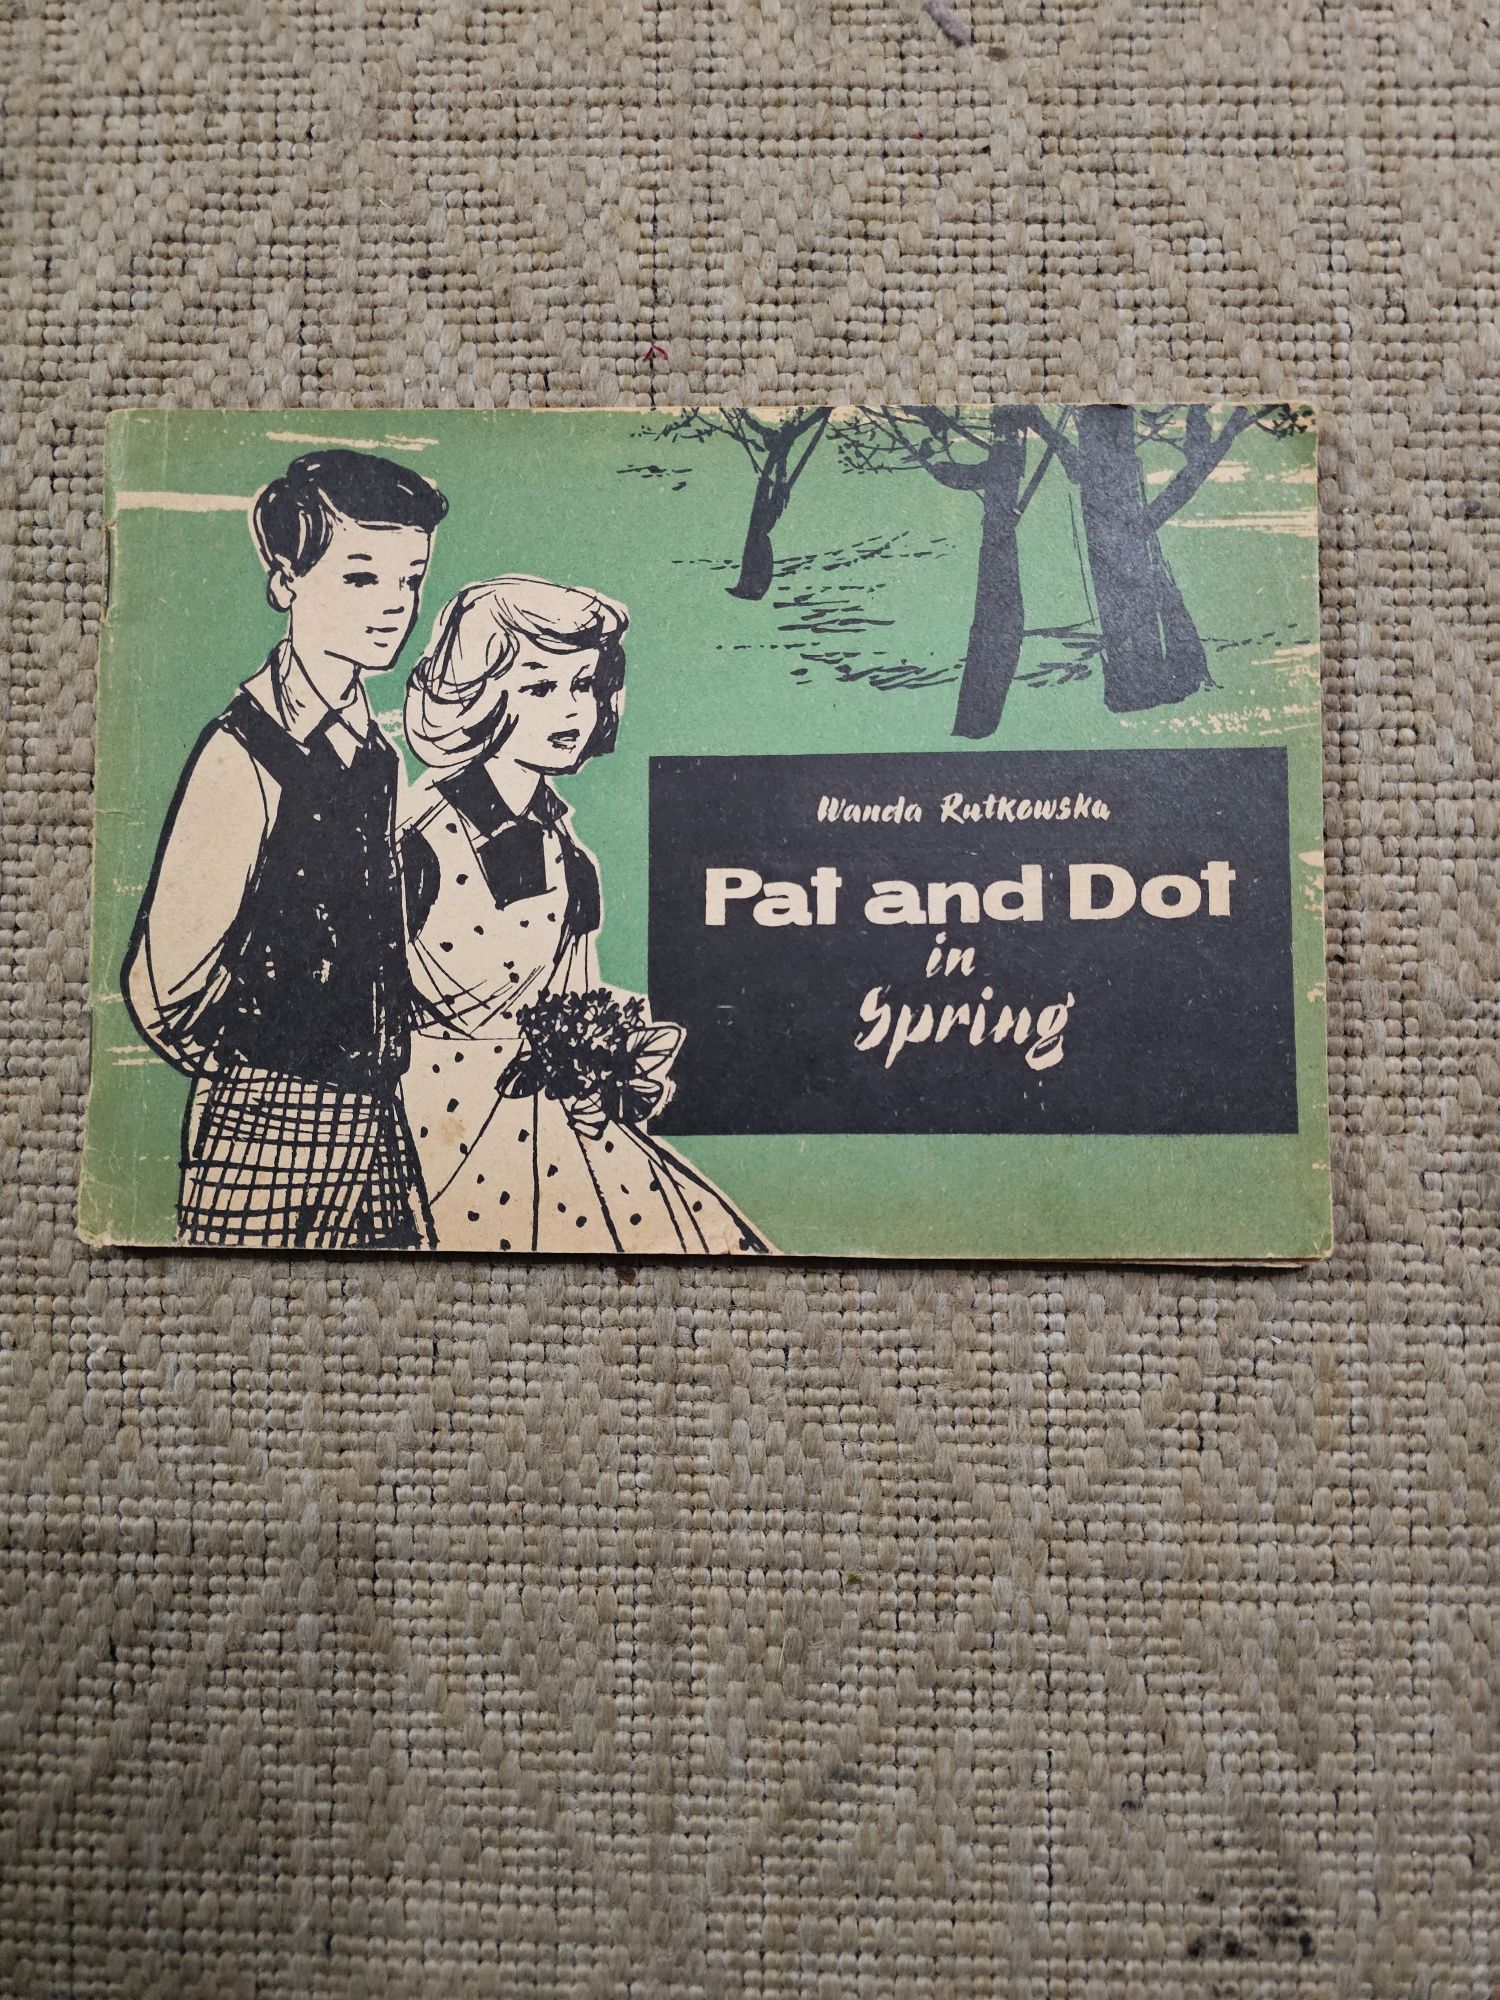 Wanda Rutkowska
Pat and Dot
in
Spring